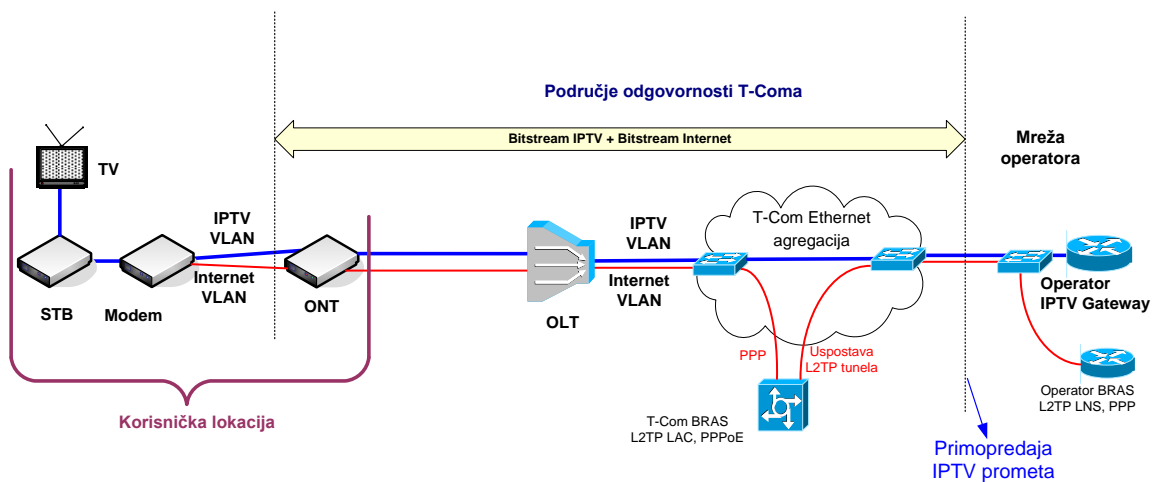 Područje odgovornosti T-Coma
Bitstream IPTV + Bitstream Internet
Mreža
operatora
TV
IPTV
VLAN
Internet
VLAN
STB
Modem
ONT
OLT
IPTV
VLAN
Internet
VLAN
T-Com Ethernet
agregacija
Operator
IPTV Gateway
PPP
Uspostava
L2TP tunela
T-Com BRAS
L2TP LAC, PPPoE
Operator BRAS
L2TP LNS, PPP
Korisnička lokacija
Primopredaja
IPTV prometa